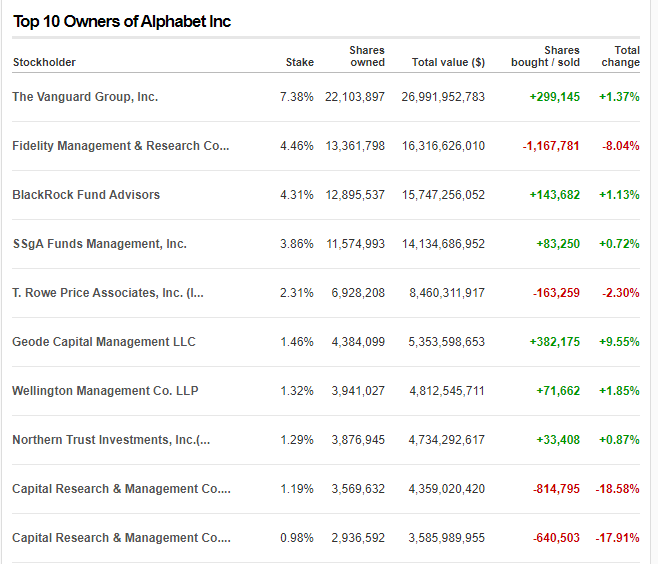 Top 10 Owners of Alphabet Inc
Stockholder Stake Shares owned Total value ($) Shares bought / sold Total change
The Vanguard Group, Inc. 7.38% 22,103,897 26,991,952,783 +299,145 +1.37%
Fidelity Management & Research Co... 4.46% 13,361,798 16,316,626,010 -1,167,781 -8.04%
BlackRock Fund Advisors 4.31% 12,895,537 15,747,256,052 +143,682 +1.13%
SSgA Funds Management, Inc. 3.86% 11,574,993 14,134,686,952 +83,250 +0.72%
T. Rowe Price Associates, Inc. (I... 2.31% 6,928,208 8,460,311,917 -163,259 -2.30%
Geode Capital Management LLC 1.46% 4,384,099 5,353,598,653 +382,175 +9.55%
Wellington Management Co. LLP 1.32% 3,941,027 4,812,545,711 +71,662 +1.85%
Northern Trust Investments, Inc.(... 1.29% 3,876,945 4,734,292,617 +33,408 +0.87%
Capital Research & Management Co.... 1.19% 3,569,632 4,359,020,420 -814,795 -18.58%
Capital Research & Management Co.... 0.98% 2,936,592 3,585,989,955 -640,503 -17.91%